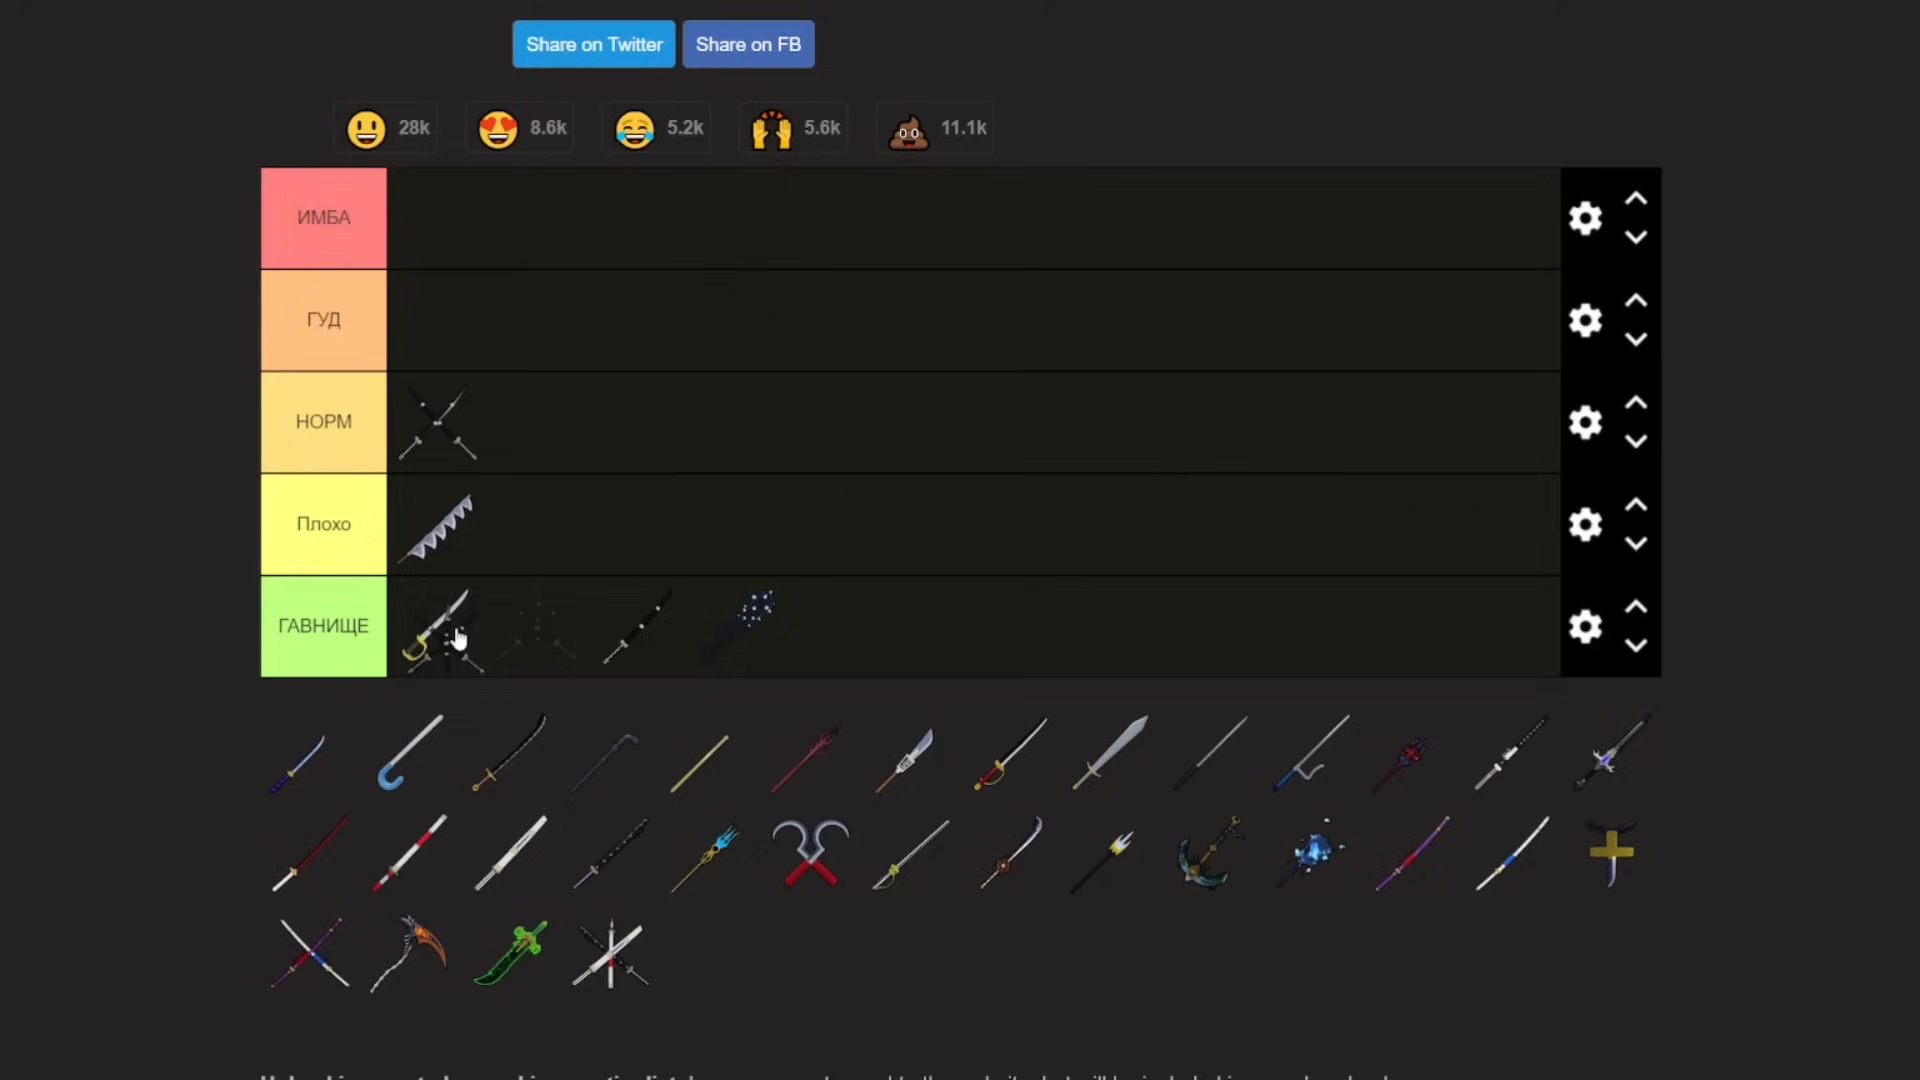 Share on Twitter
Share on FB
28k
8.6k
5.2k
5.6k
11.1k
ИМБА
ГУД
НОРМ
Плохо
ГАВНИЩЕ